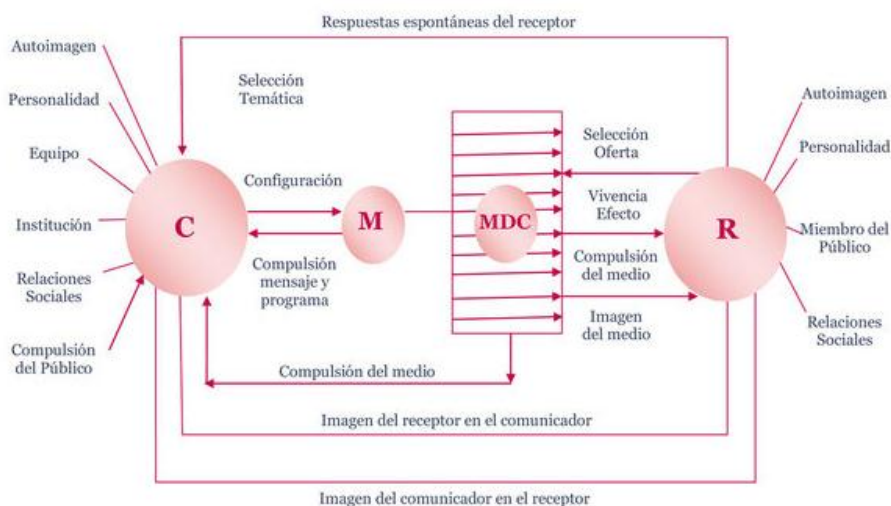 Respuestas espontáneas del receptor
Autoimagen
Personalidad
Equipo
Institución
Relaciones
Sociales
Compulsión
del Público
Selección
Temática
C
Configuración
M
Compulsión
mensaje y
programa
MDC
Selección
Oferta
Vivencia
Efecto
Compulsión
del medio
Imagen
del medio
R
Autoimagen
Personalidad
Miembro del
Público
Relaciones
Sociales
Compulsión del medio
Imagen del receptor en el comunicador
Imagen del comunicador en el receptor